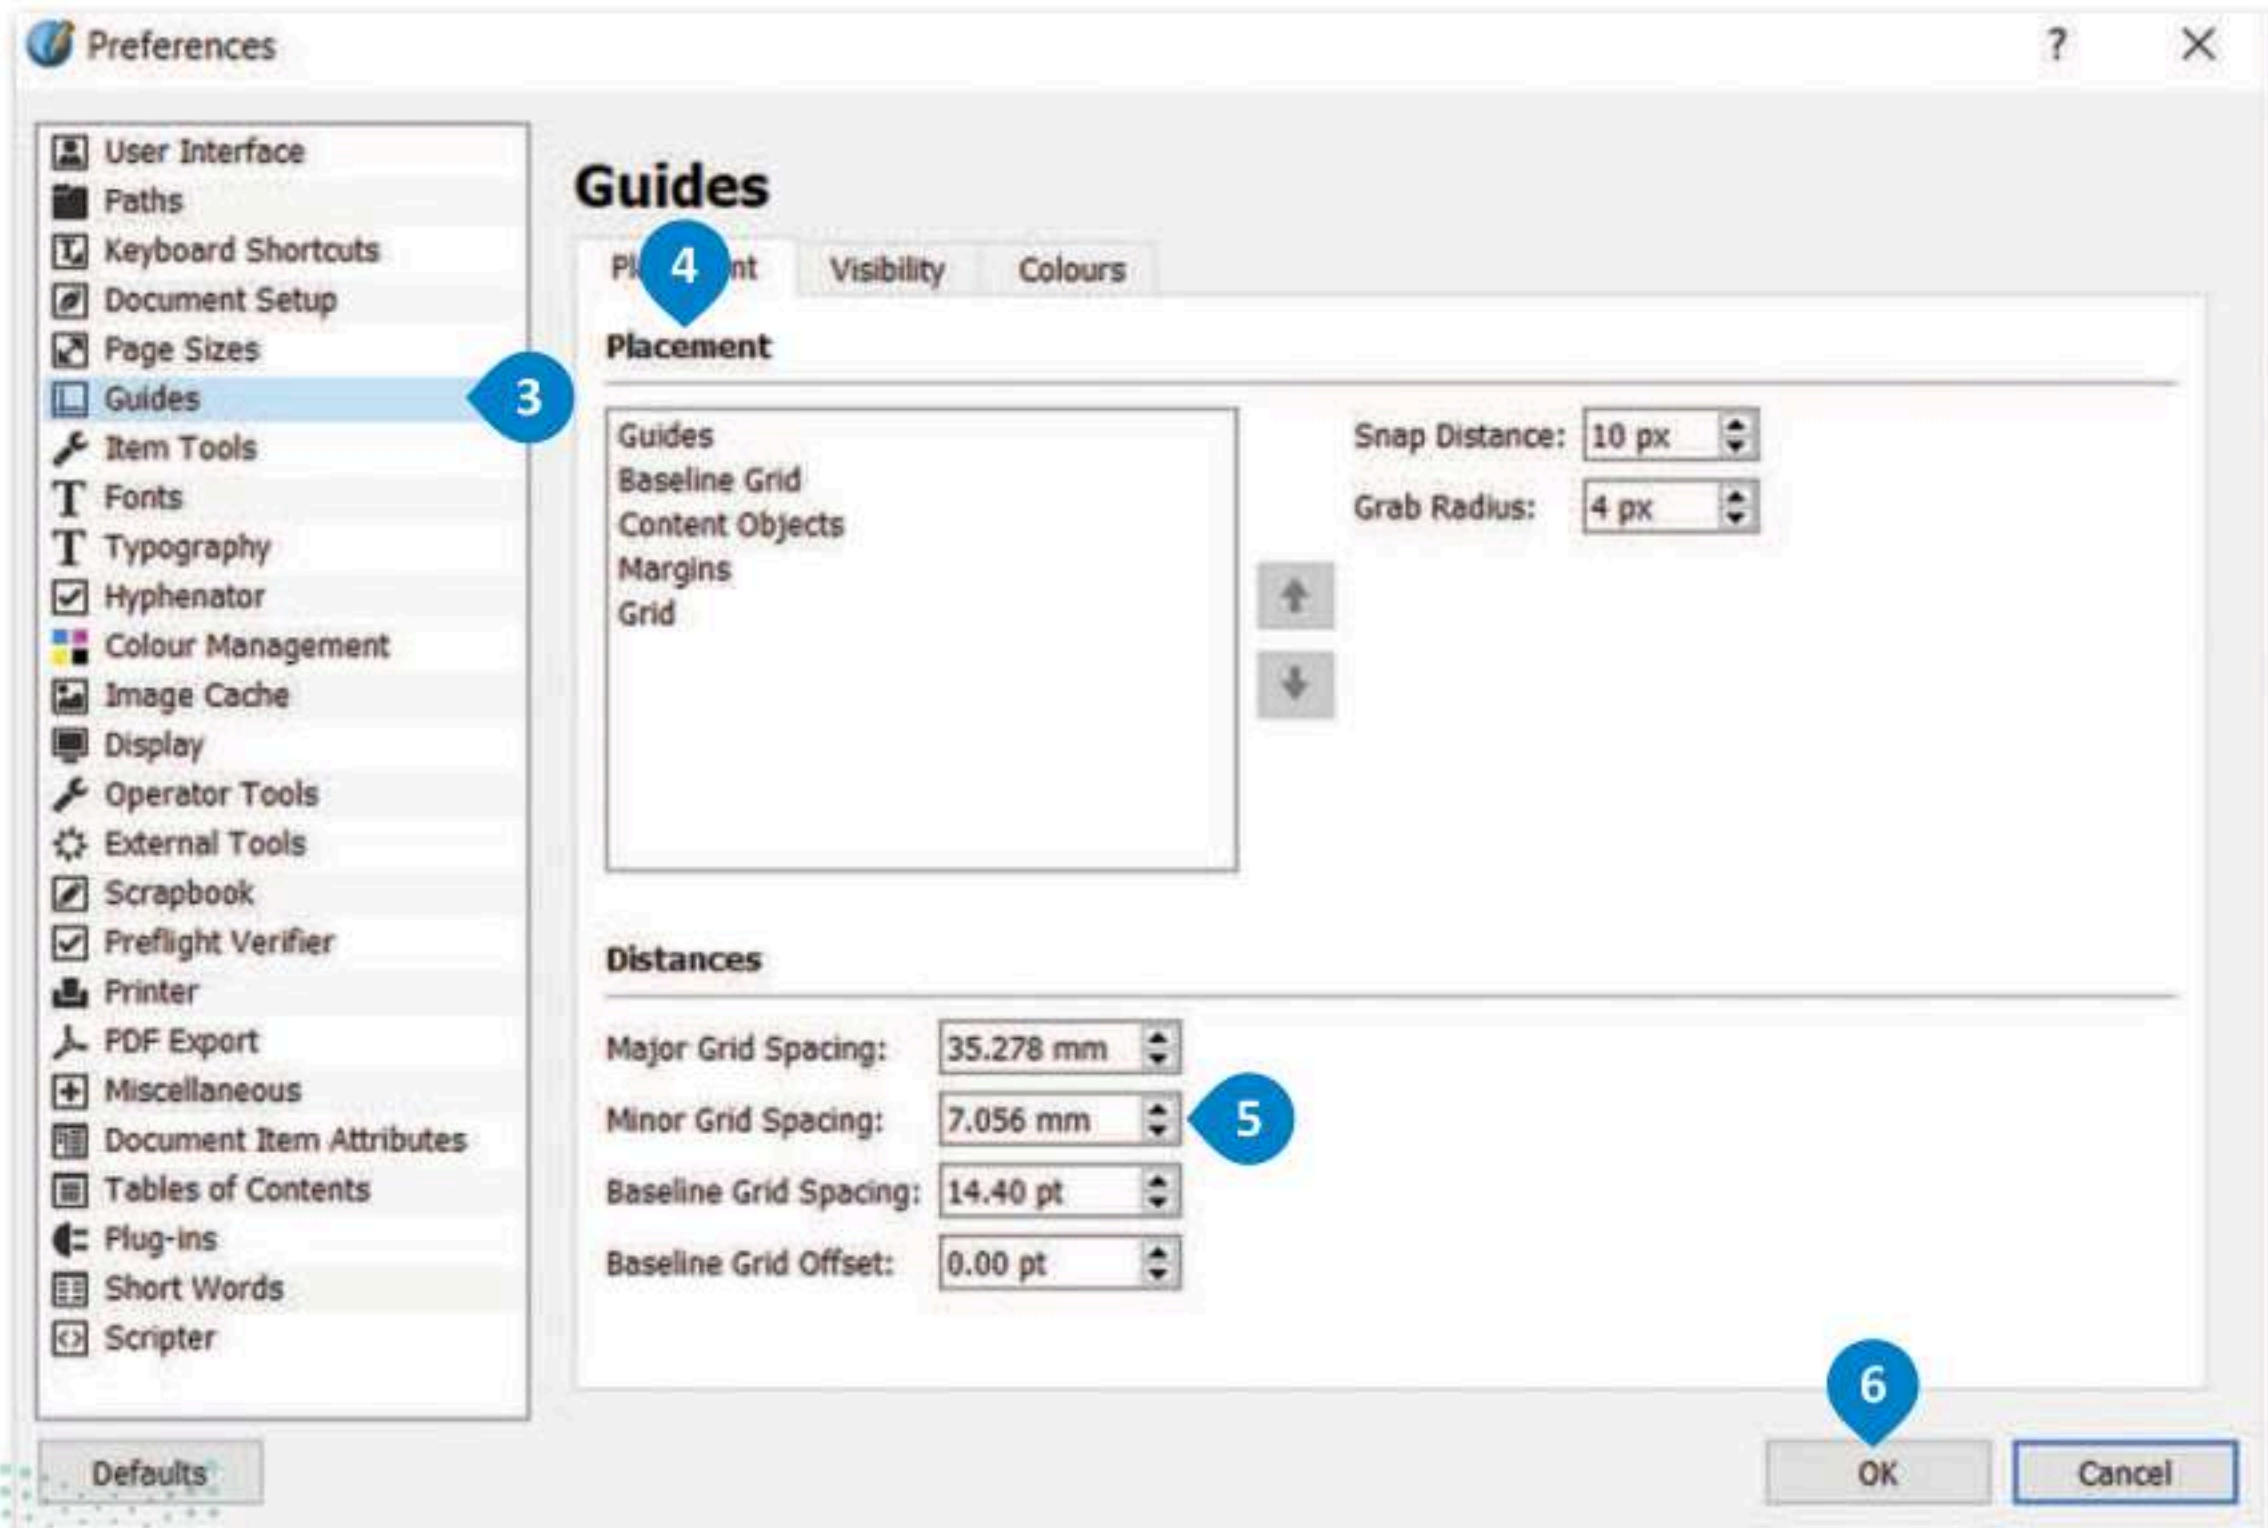 Preferences
?
User Interface
Paths
Keyboard Shortcuts
Document Setup
Page Sizes
Guides
3
Item Tools
Fonts
Typography
Hyphenator
Colour Management
Image Cache
Display
Operator Tools
External Tools
Scrapbook
Preflight Verifier
Printer
PDF Export
Miscellaneous
Document Item Attributes
Tables of Contents
Plug-ins
Short Words
Scripter
Defaults
Guides
4
Visibility Colours
Placement
Guides
Baseline Grid
Content Objects
Margins
Grid
Snap Distance: 10 px
Grab Radius: 4 px
Distances
Major Grid Spacing: 35.278 mm
Minor Grid Spacing: 7.056 mm 5
Baseline Grid Spacing: 14.40 pt
Baseline Grid Offset: 0.00 pt
6
OK Cancel